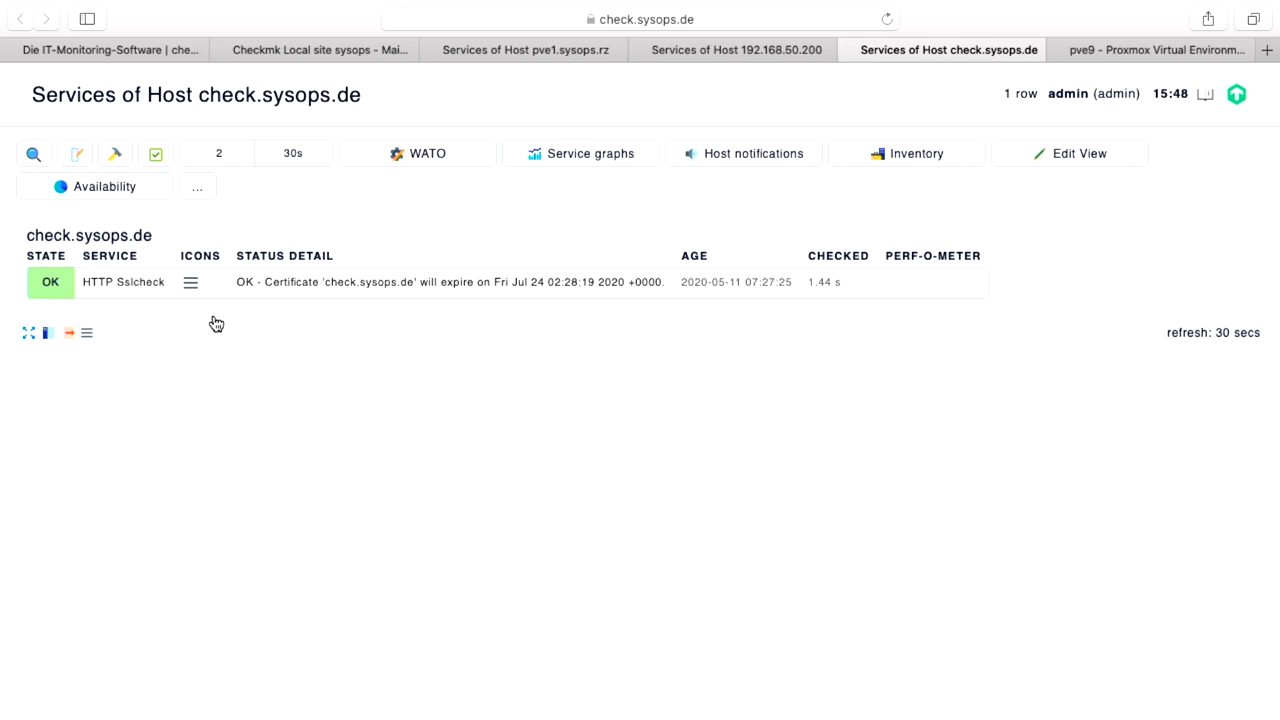 check.sysops.de
Die IT-Monitoring-Software | che...
Checkmk Local site sysops - Mai...
Services of Host pve1.sysops.rz
Services of Host 192.168.50.200
Services of Host check.sysops.de
pve9 - Proxmox Virtual Environm...
Services of Host check.sysops.de
1 row admin (admin) 15:48
2
30s
WATO
Service graphs
Host notifications
Inventory
Edit View
Availability
...
check.sysops.de
STATE SERVICE ICONS STATUS DETAIL AGE CHECKED PERF-O-METER
OK HTTP Sslcheck OK - Certificate 'check.sysops.de' will expire on Fri Jul 24 02:28:19 2020 +0000. 2020-05-11 07:27:25 1.44 s
refresh: 30 secs